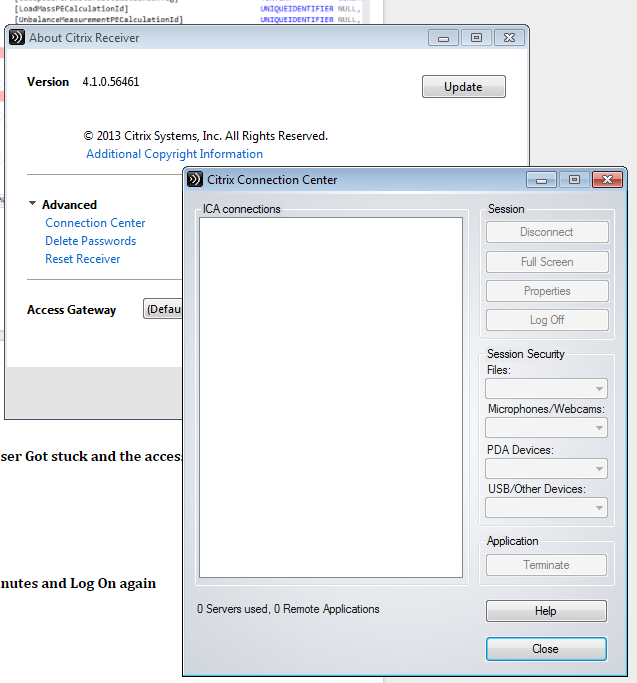 [LoadMassPECalculationId] UNIQUEIDENTIFIER NULL,
[UnbalanceMeasurementPECalculationId] UNIQUEIDENTIFIER NULL,
About Citrix Receiver
Version 4.1.0.56461
Update
© 2013 Citrix Systems, Inc. All Rights Reserved.
Additional Copyright Information
Advanced
Connection Center
Delete Passwords
Reset Receiver
Access Gateway (Defau
ser Got stuck and the acces
nutes and Log On again
Citrix Connection Center
ICA connections
Session
Disconnect
Full Screen
Properties
Log Off
Session Security
Files:
Microphones/Webcams:
PDA Devices:
USB/Other Devices:
Application
Terminate
0 Servers used, 0 Remote Applications
Help
Close